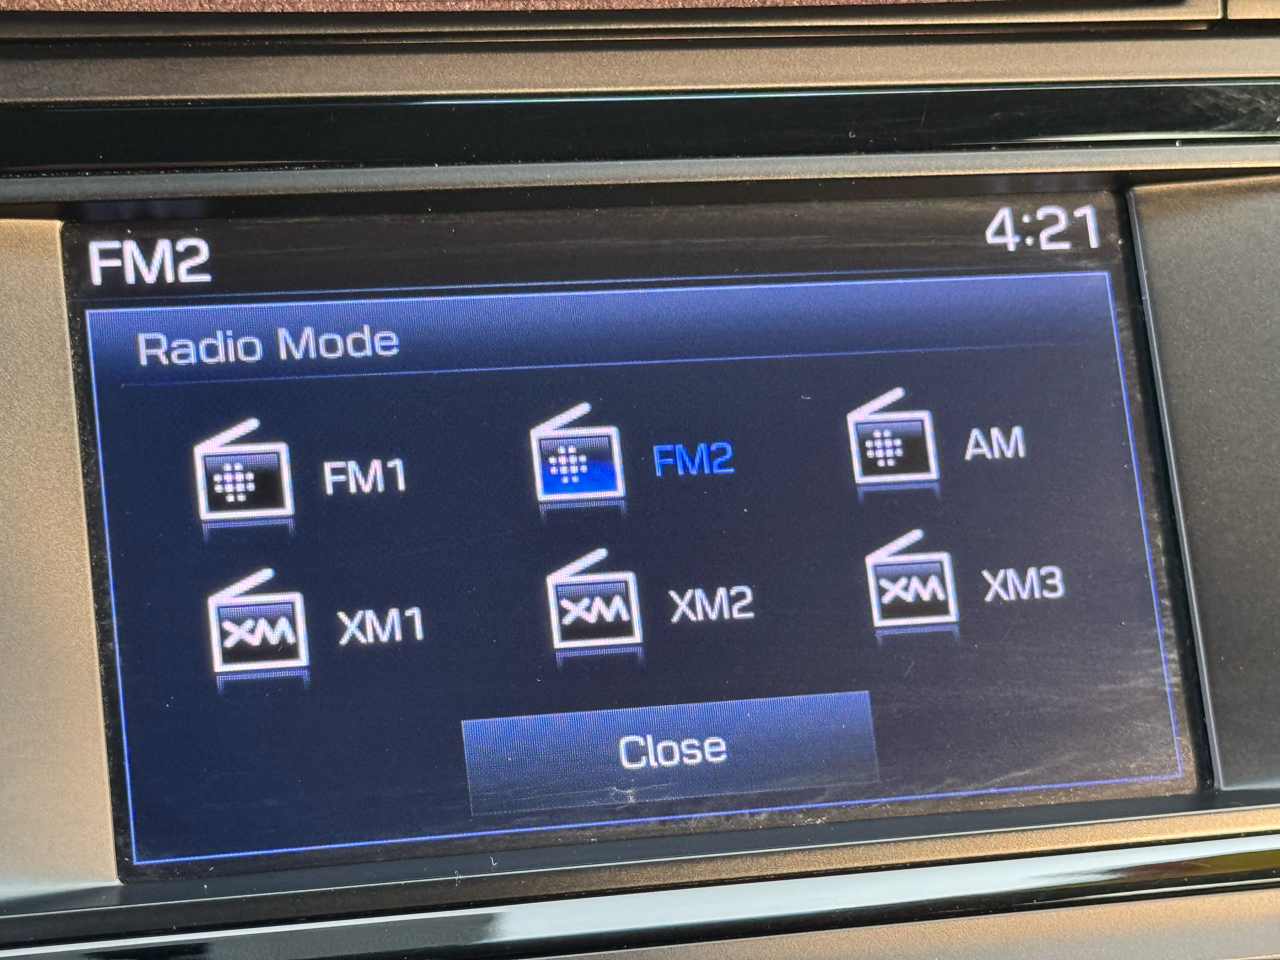 FM2 4:21
Radio Mode
FM1 FM2 AM
XM XM1 XM XM2 XM XM3
Close